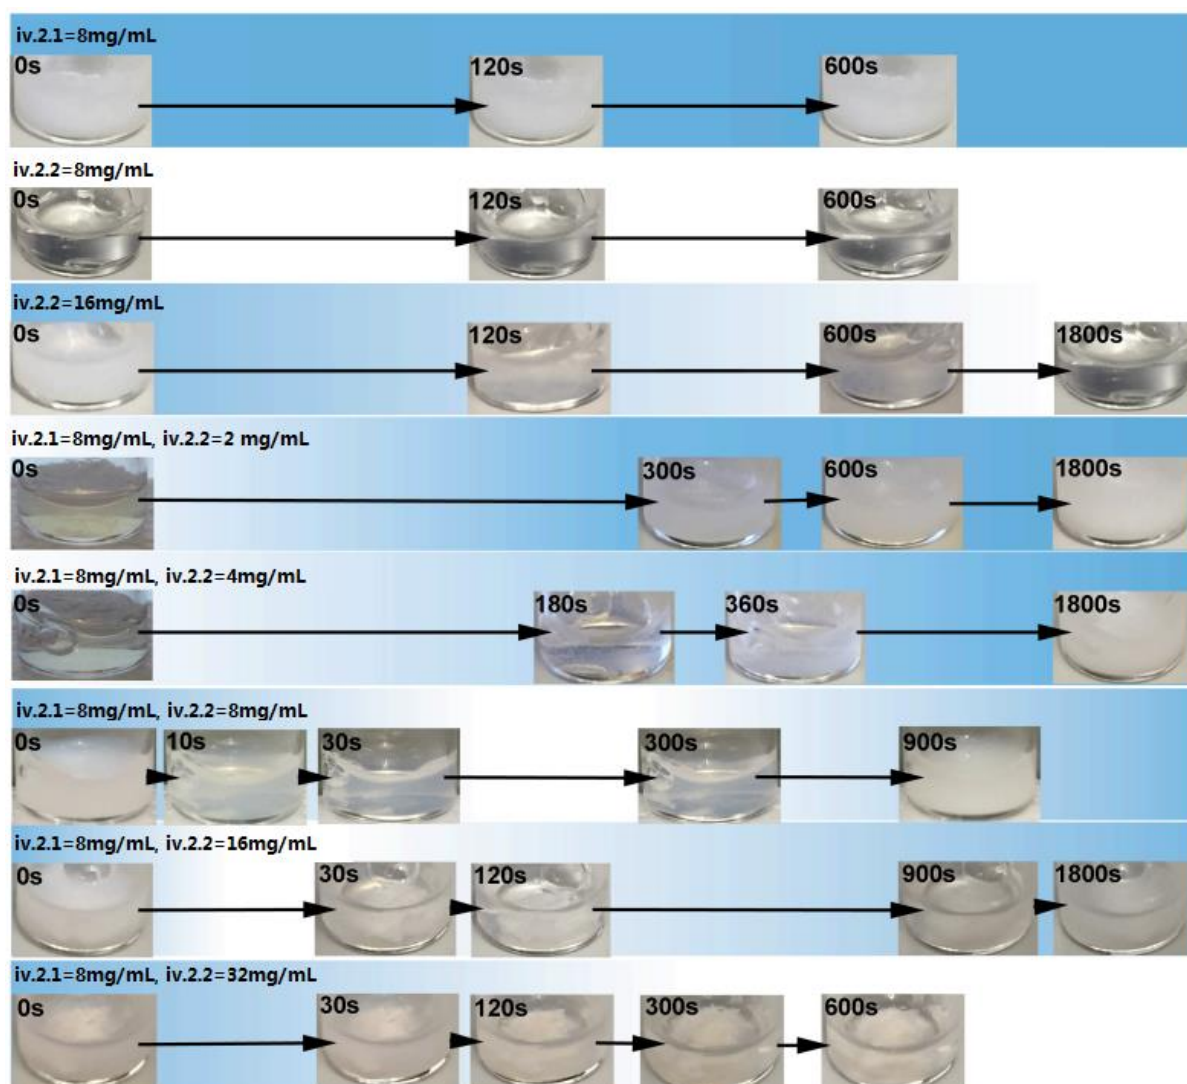 iv.2.1=8mg/mL
0s 120s 600s
iv.2.2=8mg/mL
0s 120s 600s
iv.2.2=16mg/mL
0s 120s 600s 1800s
iv.2.1=8mg/mL, iv.2.2=2 mg/mL
0s 300s 600s 1800s
iv.2.1=8mg/mL, iv.2.2=4mg/mL
0s 180s 360s 1800s
iv.2.1=8mg/mL, iv.2.2=8mg/mL
0s 10s 30s 300s 900s
iv.2.1=8mg/mL, iv.2.2=16mg/mL
0s 30s 120s 900s 1800s
iv.2.1=8mg/mL, iv.2.2=32mg/mL
0s 30s 120s 300s 600s